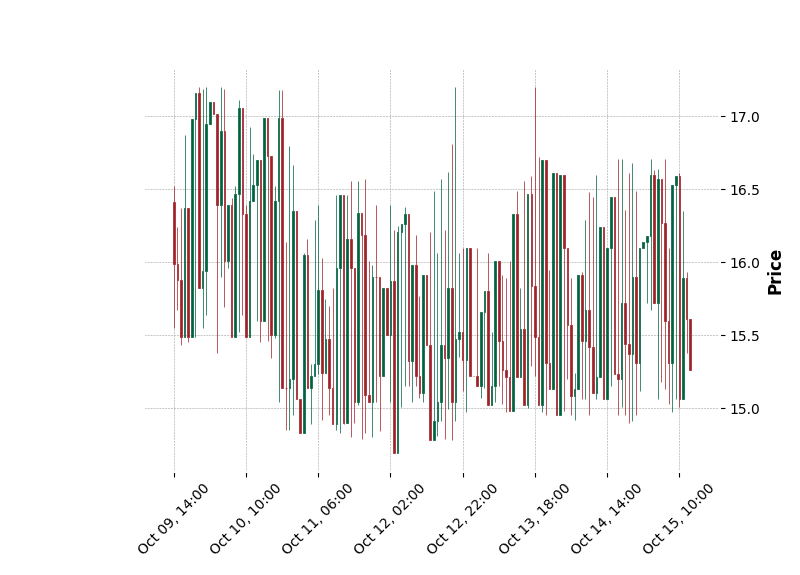 17.0
16.5
16.0
15.5
15.0
Price
Oct 09, 14:00
Oct 10, 10:00
Oct 11, 06:00
Oct 12, 02:00
Oct 12, 22:00
Oct 13, 18:00
Oct 14, 14:00
Oct 15, 10:00